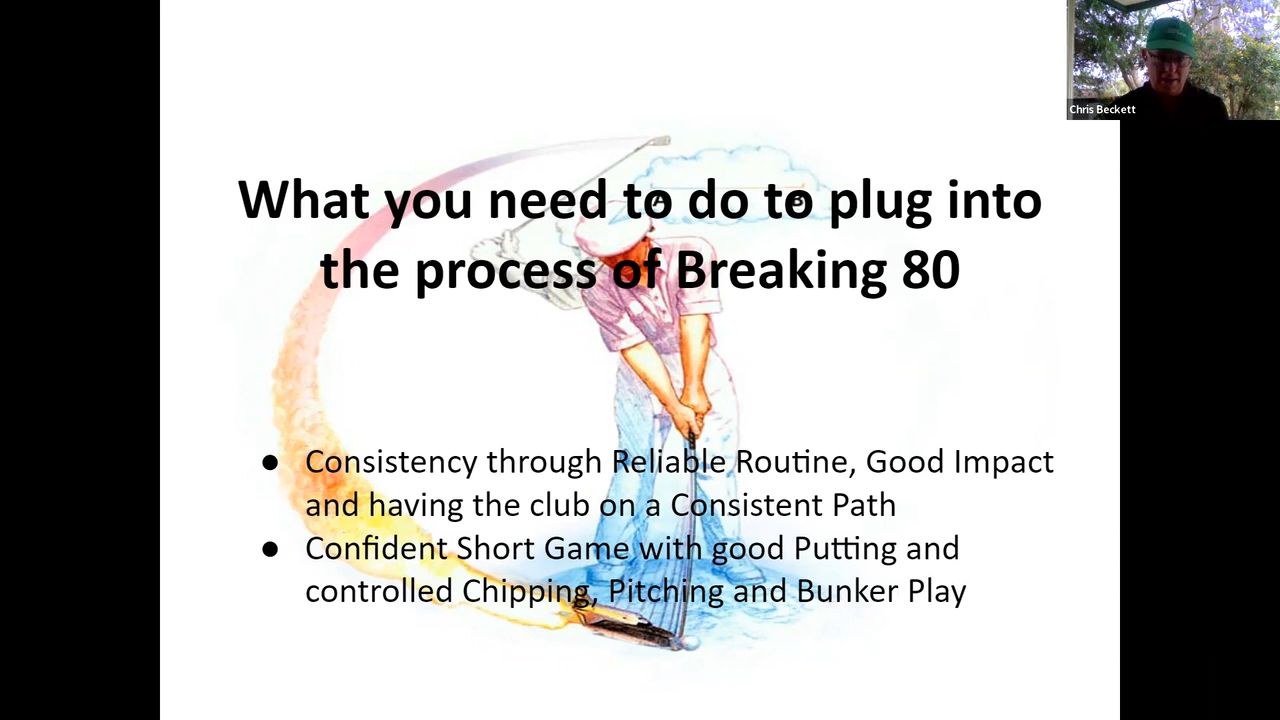 Chris Beckett
What you need to do to plug into
the process of Breaking 80
● Consistency through Reliable Routine, Good Impact
and having the club on a Consistent Path
● Confident Short Game with good Putting and
controlled Chipping, Pitching and Bunker Play